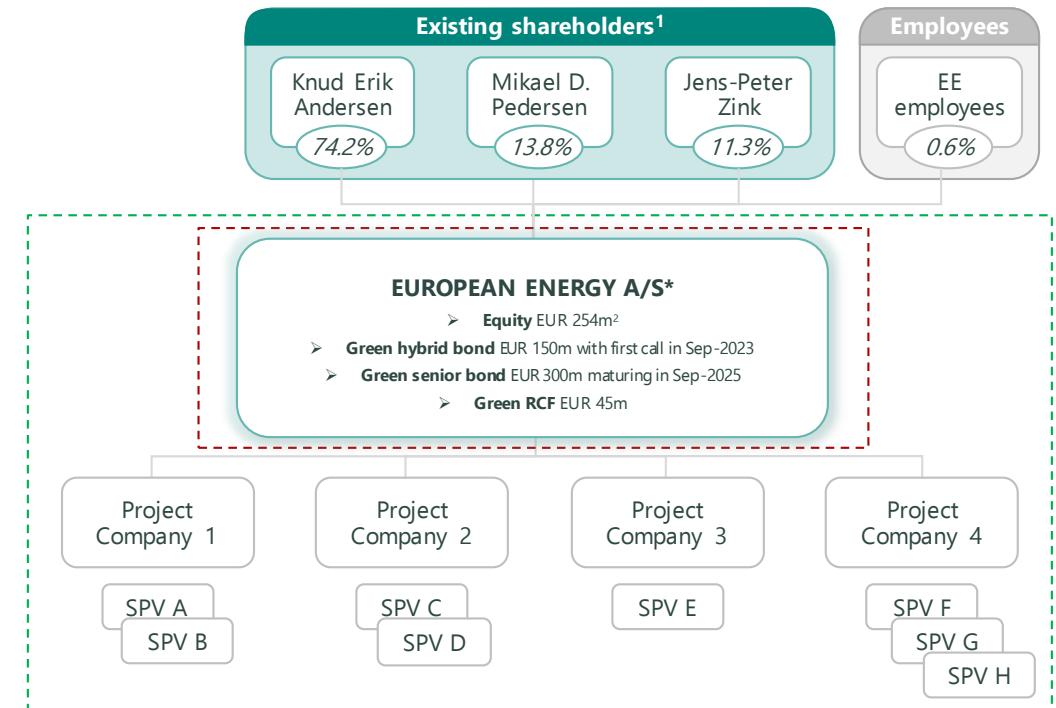 Existing shareholders¹
Employees
Knud Erik
Andersen
74.2%
Mikael D.
Pedersen
13.8%
Jens-Peter
Zink
11.3%
EE
employees
0.6%
EUROPEAN ENERGY A/S*
➢ Equity EUR 254m²
➢ Green hybrid bond EUR 150m with first call in Sep-2023
➢ Green senior bond EUR 300m maturing in Sep-2025
➢ Green RCF EUR 45m
Project
Company 1
Project
Company 2
Project
Company 3
Project
Company 4
SPV A
SPV B
SPV C
SPV D
SPV E
SPV F
SPV G
SPV H